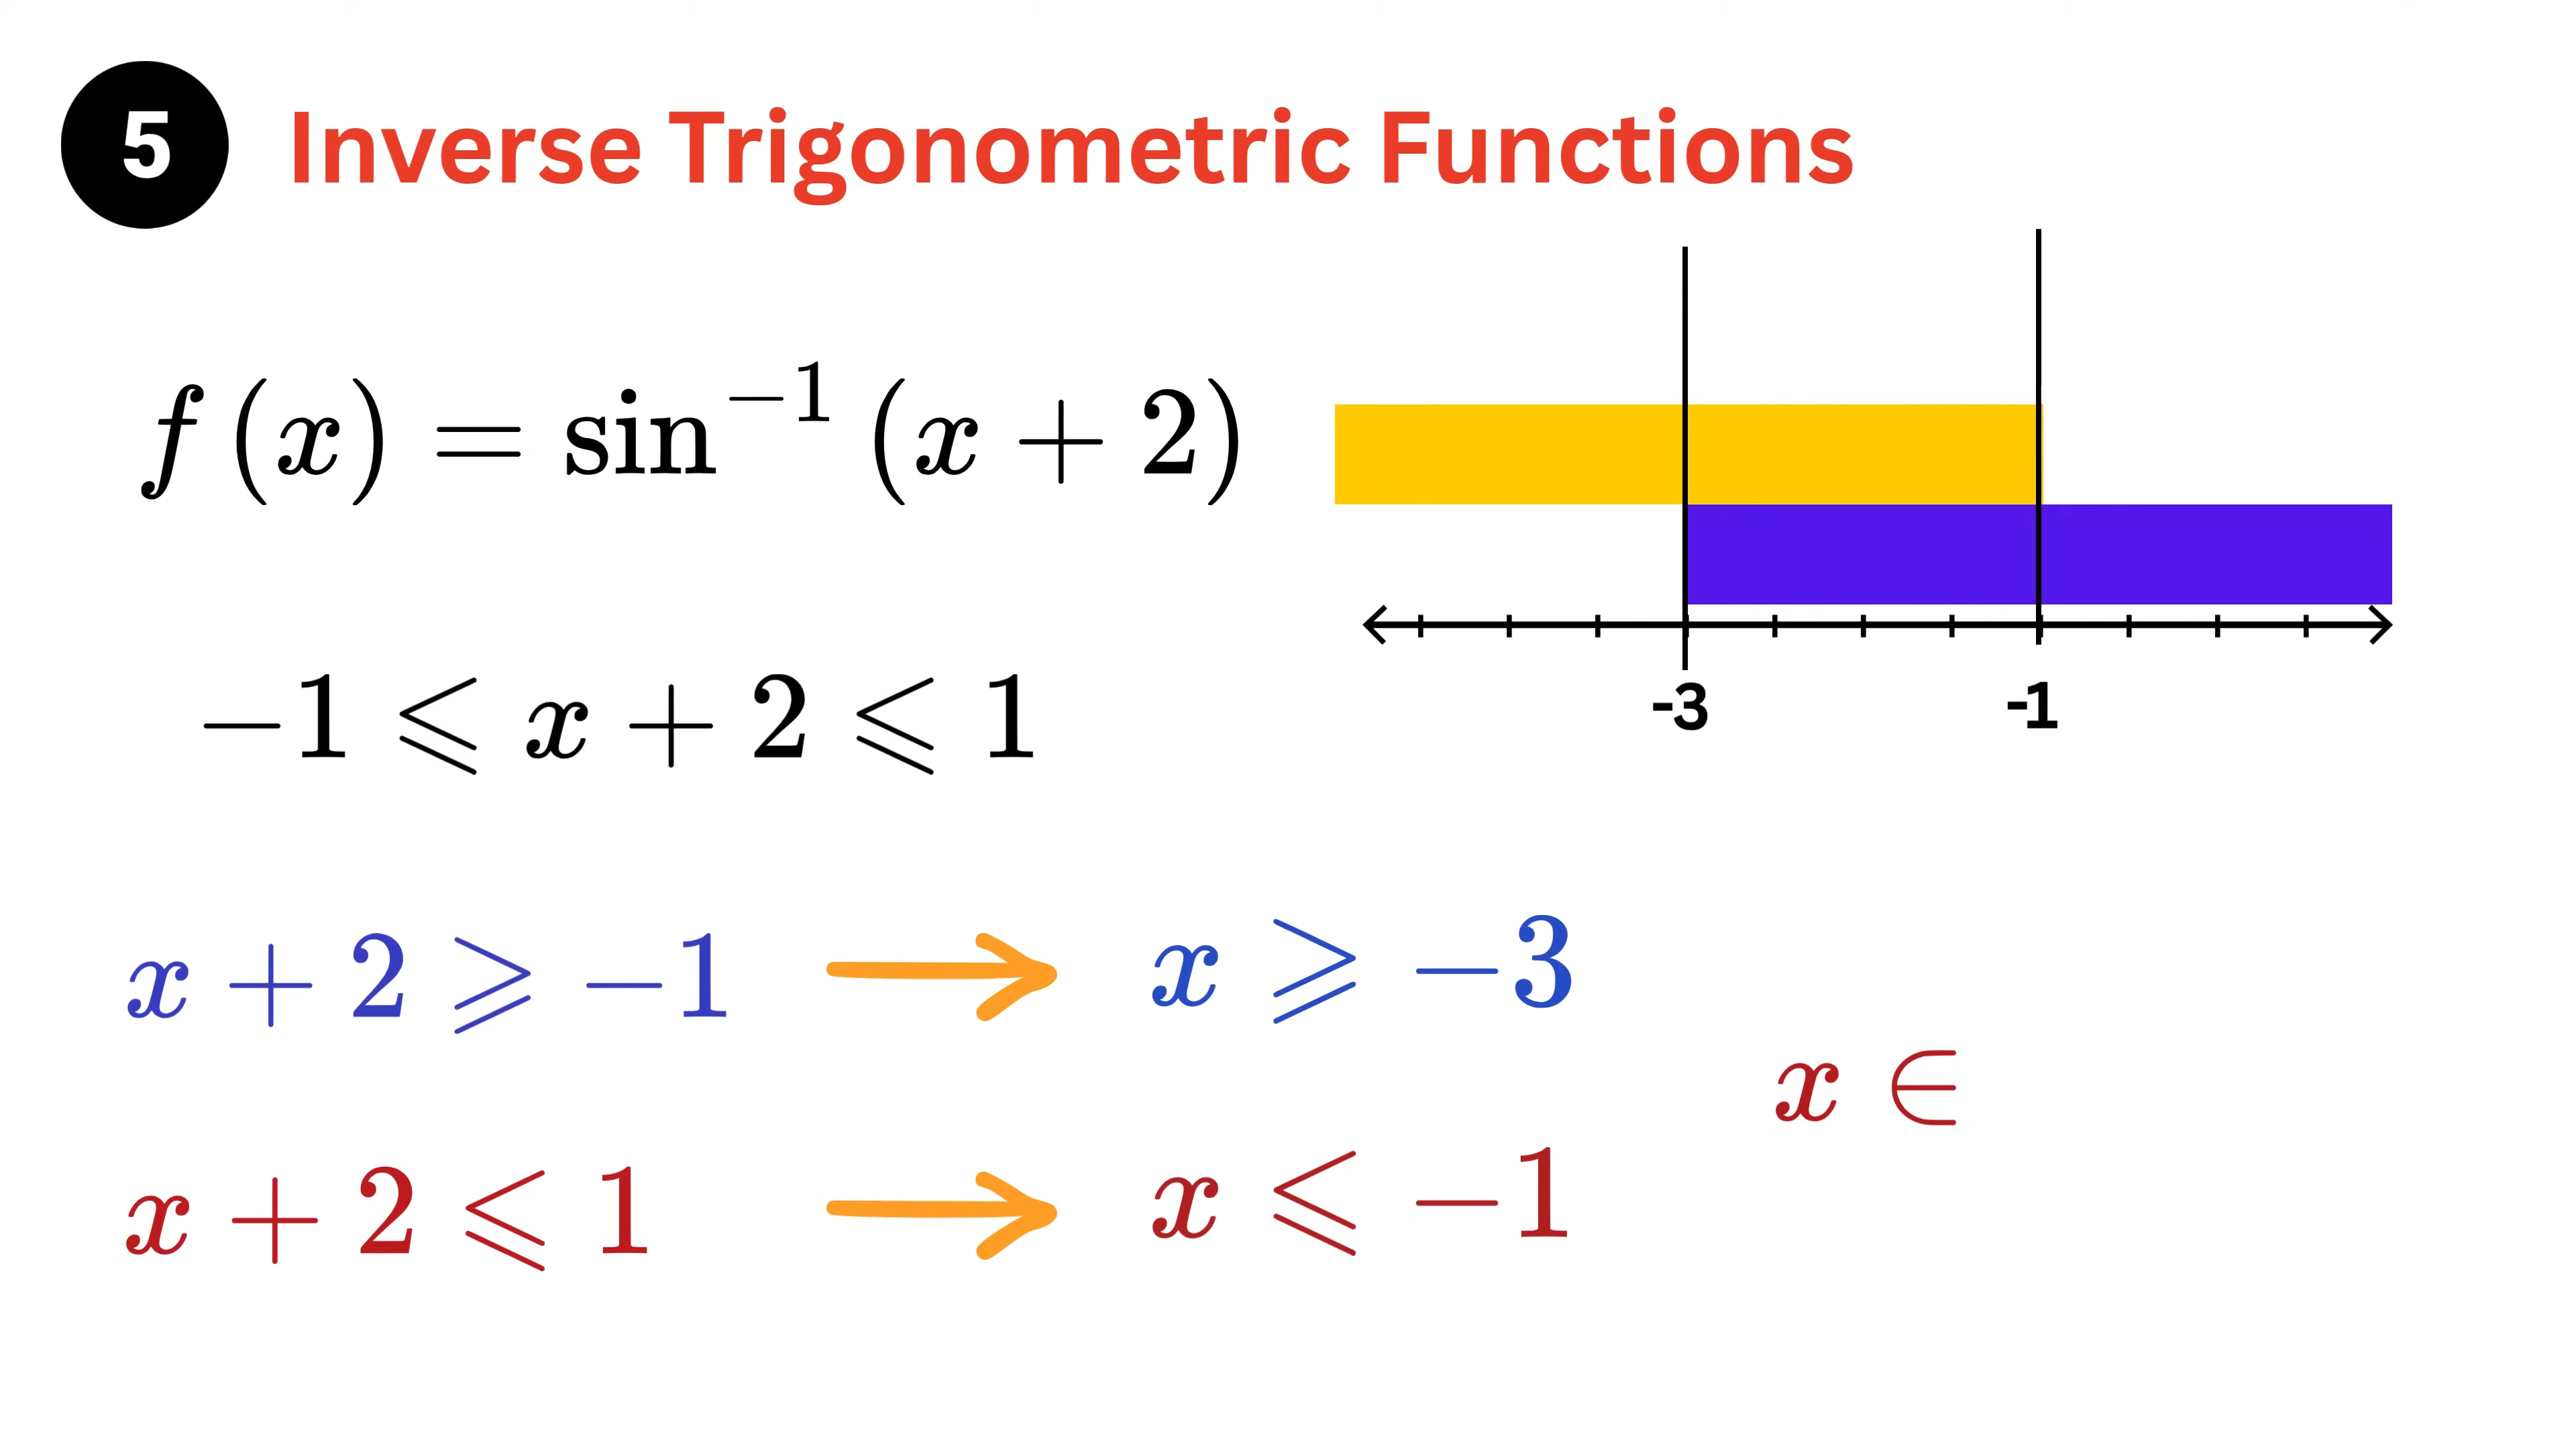 5 Inverse Trigonometric Functions
f (x) = sin⁻¹ (x + 2)
-3 -1
−1 ⩽ x + 2 ⩽ 1
x + 2 ⩾ −1 → x ⩾ −3
x ∈
x + 2 ⩽ 1 → x ⩽ −1